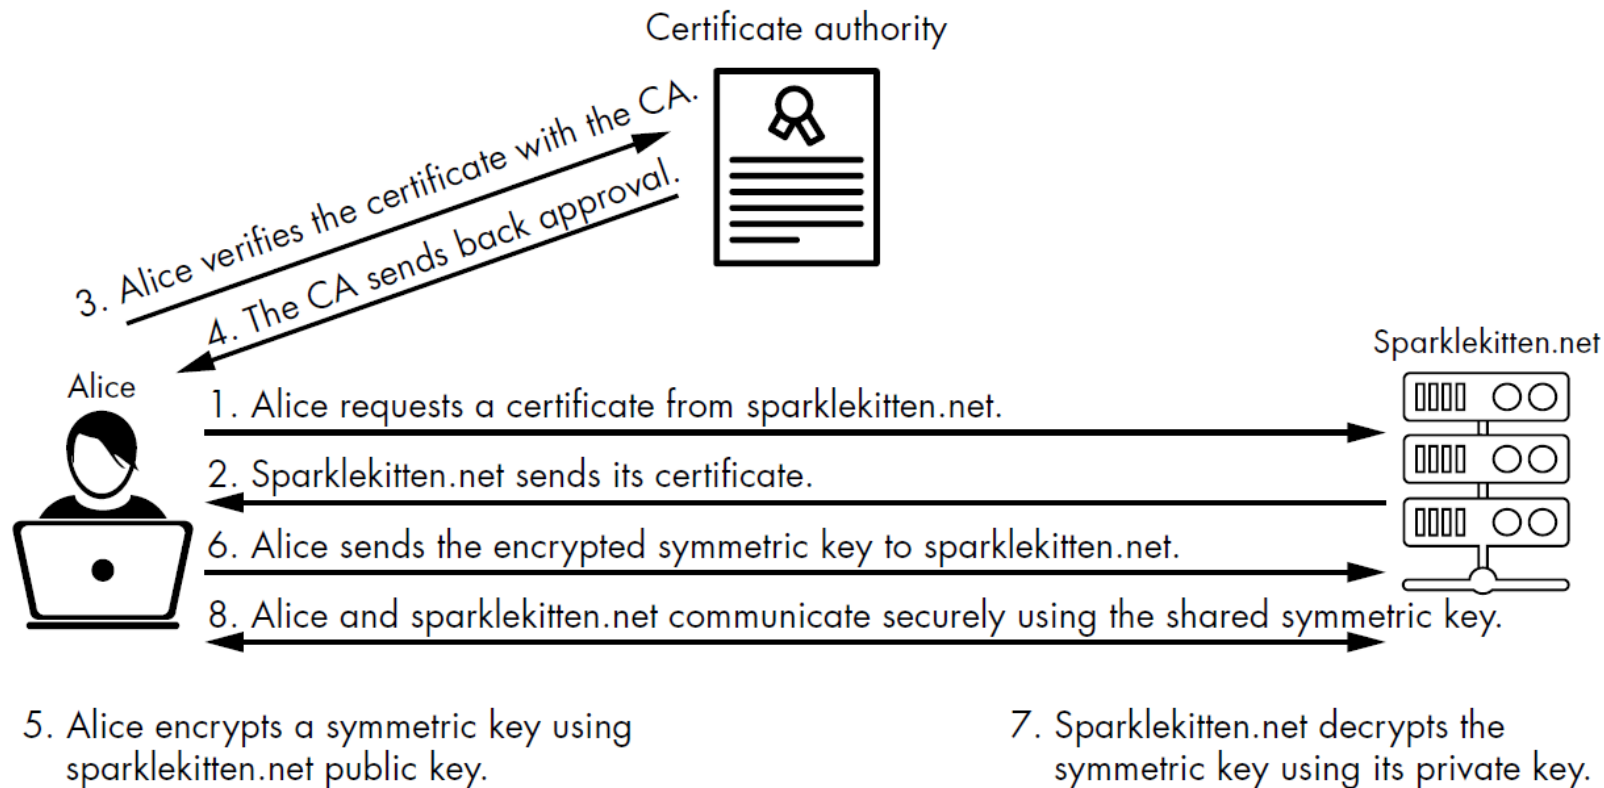 Certificate authority
3. Alice verifies the certificate with the CA.
4. The CA sends back approval.
Sparklekitten.net
Alice
1. Alice requests a certificate from sparklekitten.net.
2. Sparklekitten.net sends its certificate.
6. Alice sends the encrypted symmetric key to sparklekitten.net.
8. Alice and sparklekitten.net communicate securely using the shared symmetric key.
5. Alice encrypts a symmetric key using
sparklekitten.net public key.
7. Sparklekitten.net decrypts the
symmetric key using its private key.